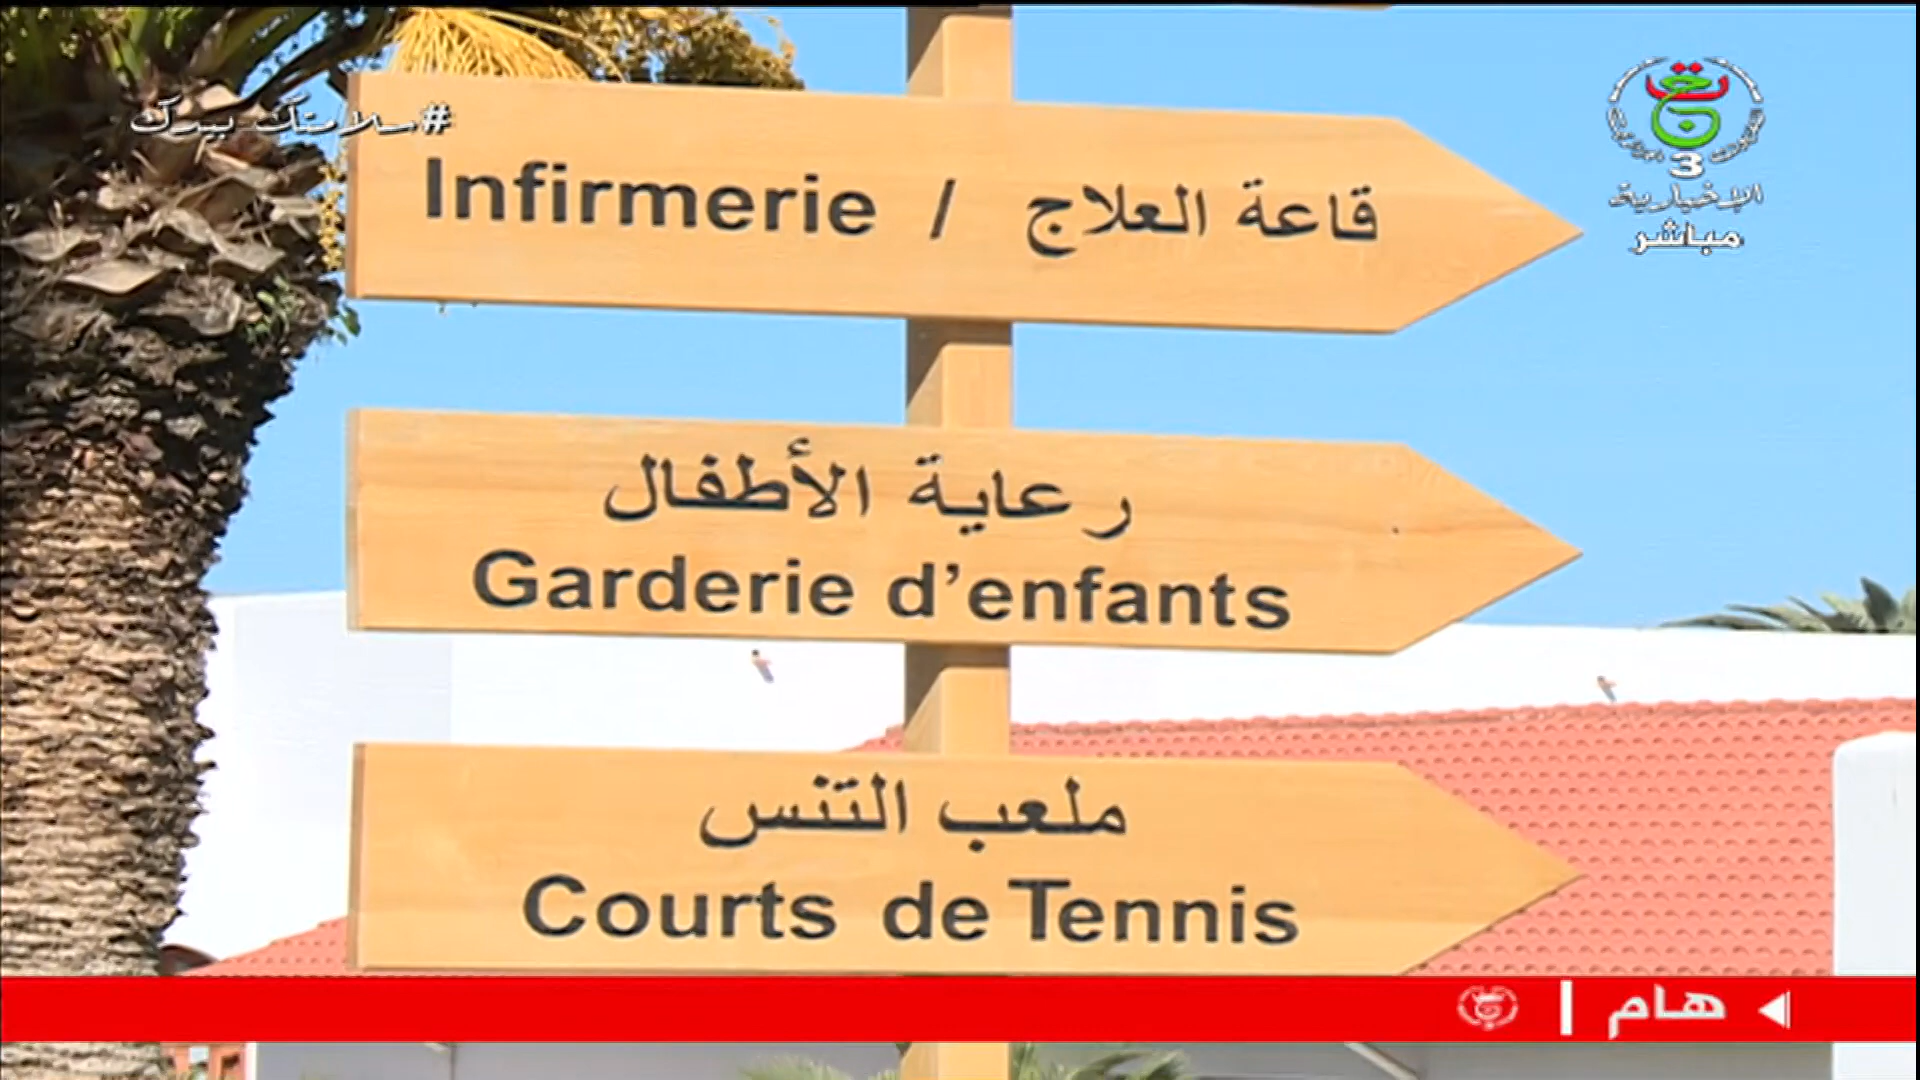 #سلامتك بيدك
Infirmerie / قاعة العلاج
رعاية الأطفال
Garderie d’enfants
ملعب التنس
Courts de Tennis
3
الإخبارية
مباشر
هام